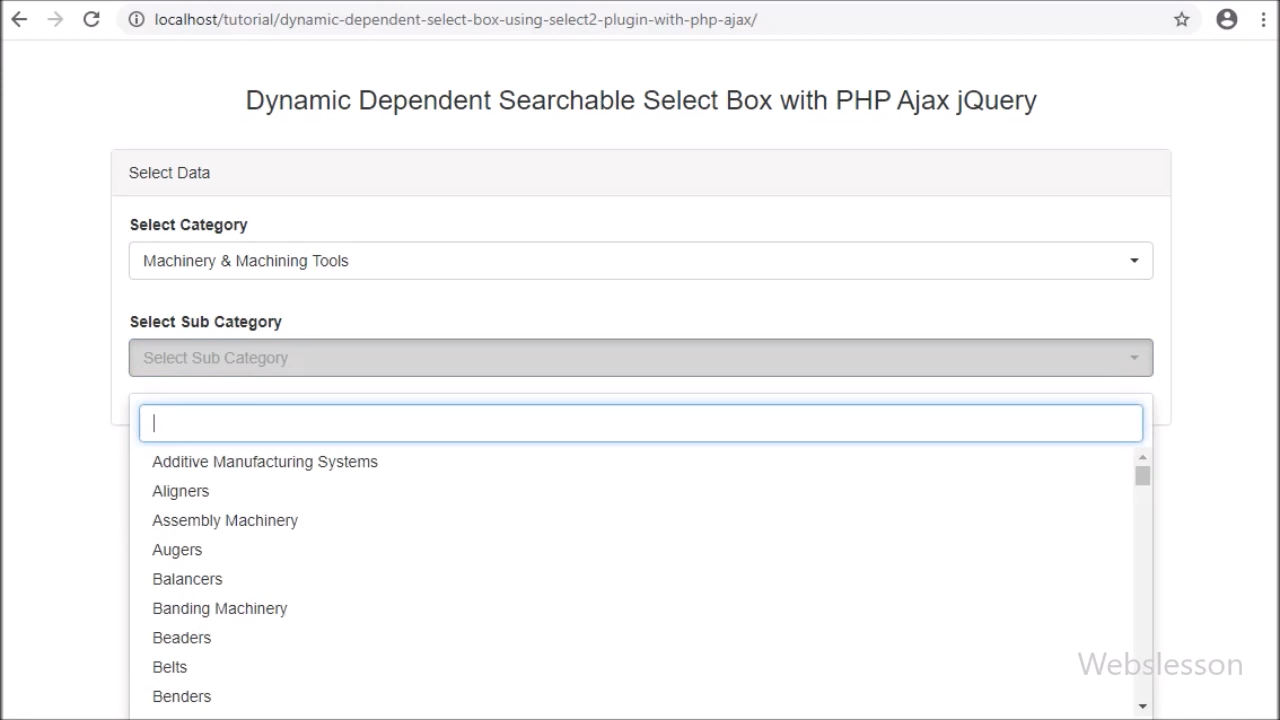 localhost/tutorial/dynamic-dependent-select-box-using-select2-plugin-with-php-ajax/
Dynamic Dependent Searchable Select Box with PHP Ajax jQuery
Select Data
Select Category
Machinery & Machining Tools
Select Sub Category
Select Sub Category
Additive Manufacturing Systems
Aligners
Assembly Machinery
Augers
Balancers
Banding Machinery
Beaders
Belts
Benders
Webslesson